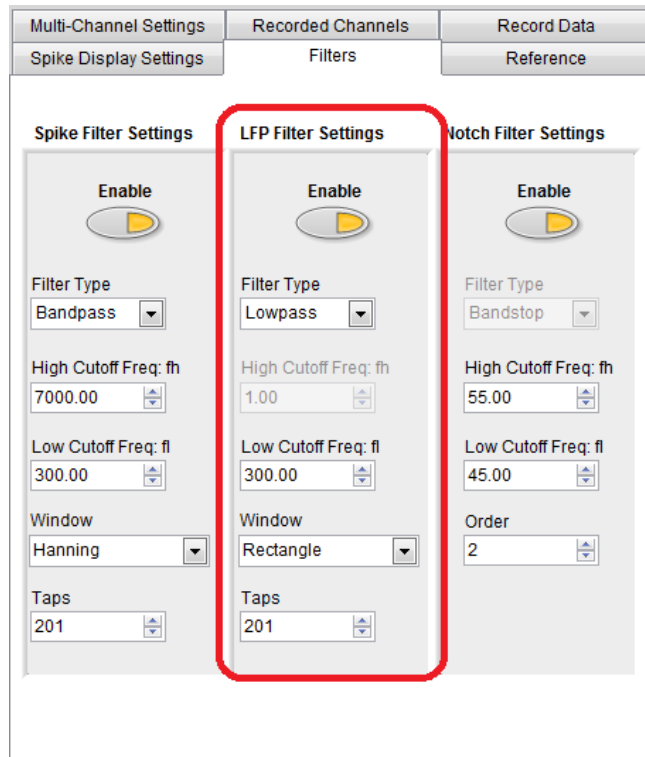 Multi-Channel Settings
Recorded Channels
Record Data
Spike Display Settings
Filters
Reference
Spike Filter Settings
Enable
Filter Type
Bandpass
High Cutoff Freq: fh
7000.00
Low Cutoff Freq: fl
300.00
Window
Hanning
Taps
201
LFP Filter Settings
Enable
Filter Type
Lowpass
High Cutoff Freq: fh
1.00
Low Cutoff Freq: fl
300.00
Window
Rectangle
Taps
201
Notch Filter Settings
Enable
Filter Type
Bandstop
High Cutoff Freq: fh
55.00
Low Cutoff Freq: fl
45.00
Order
2